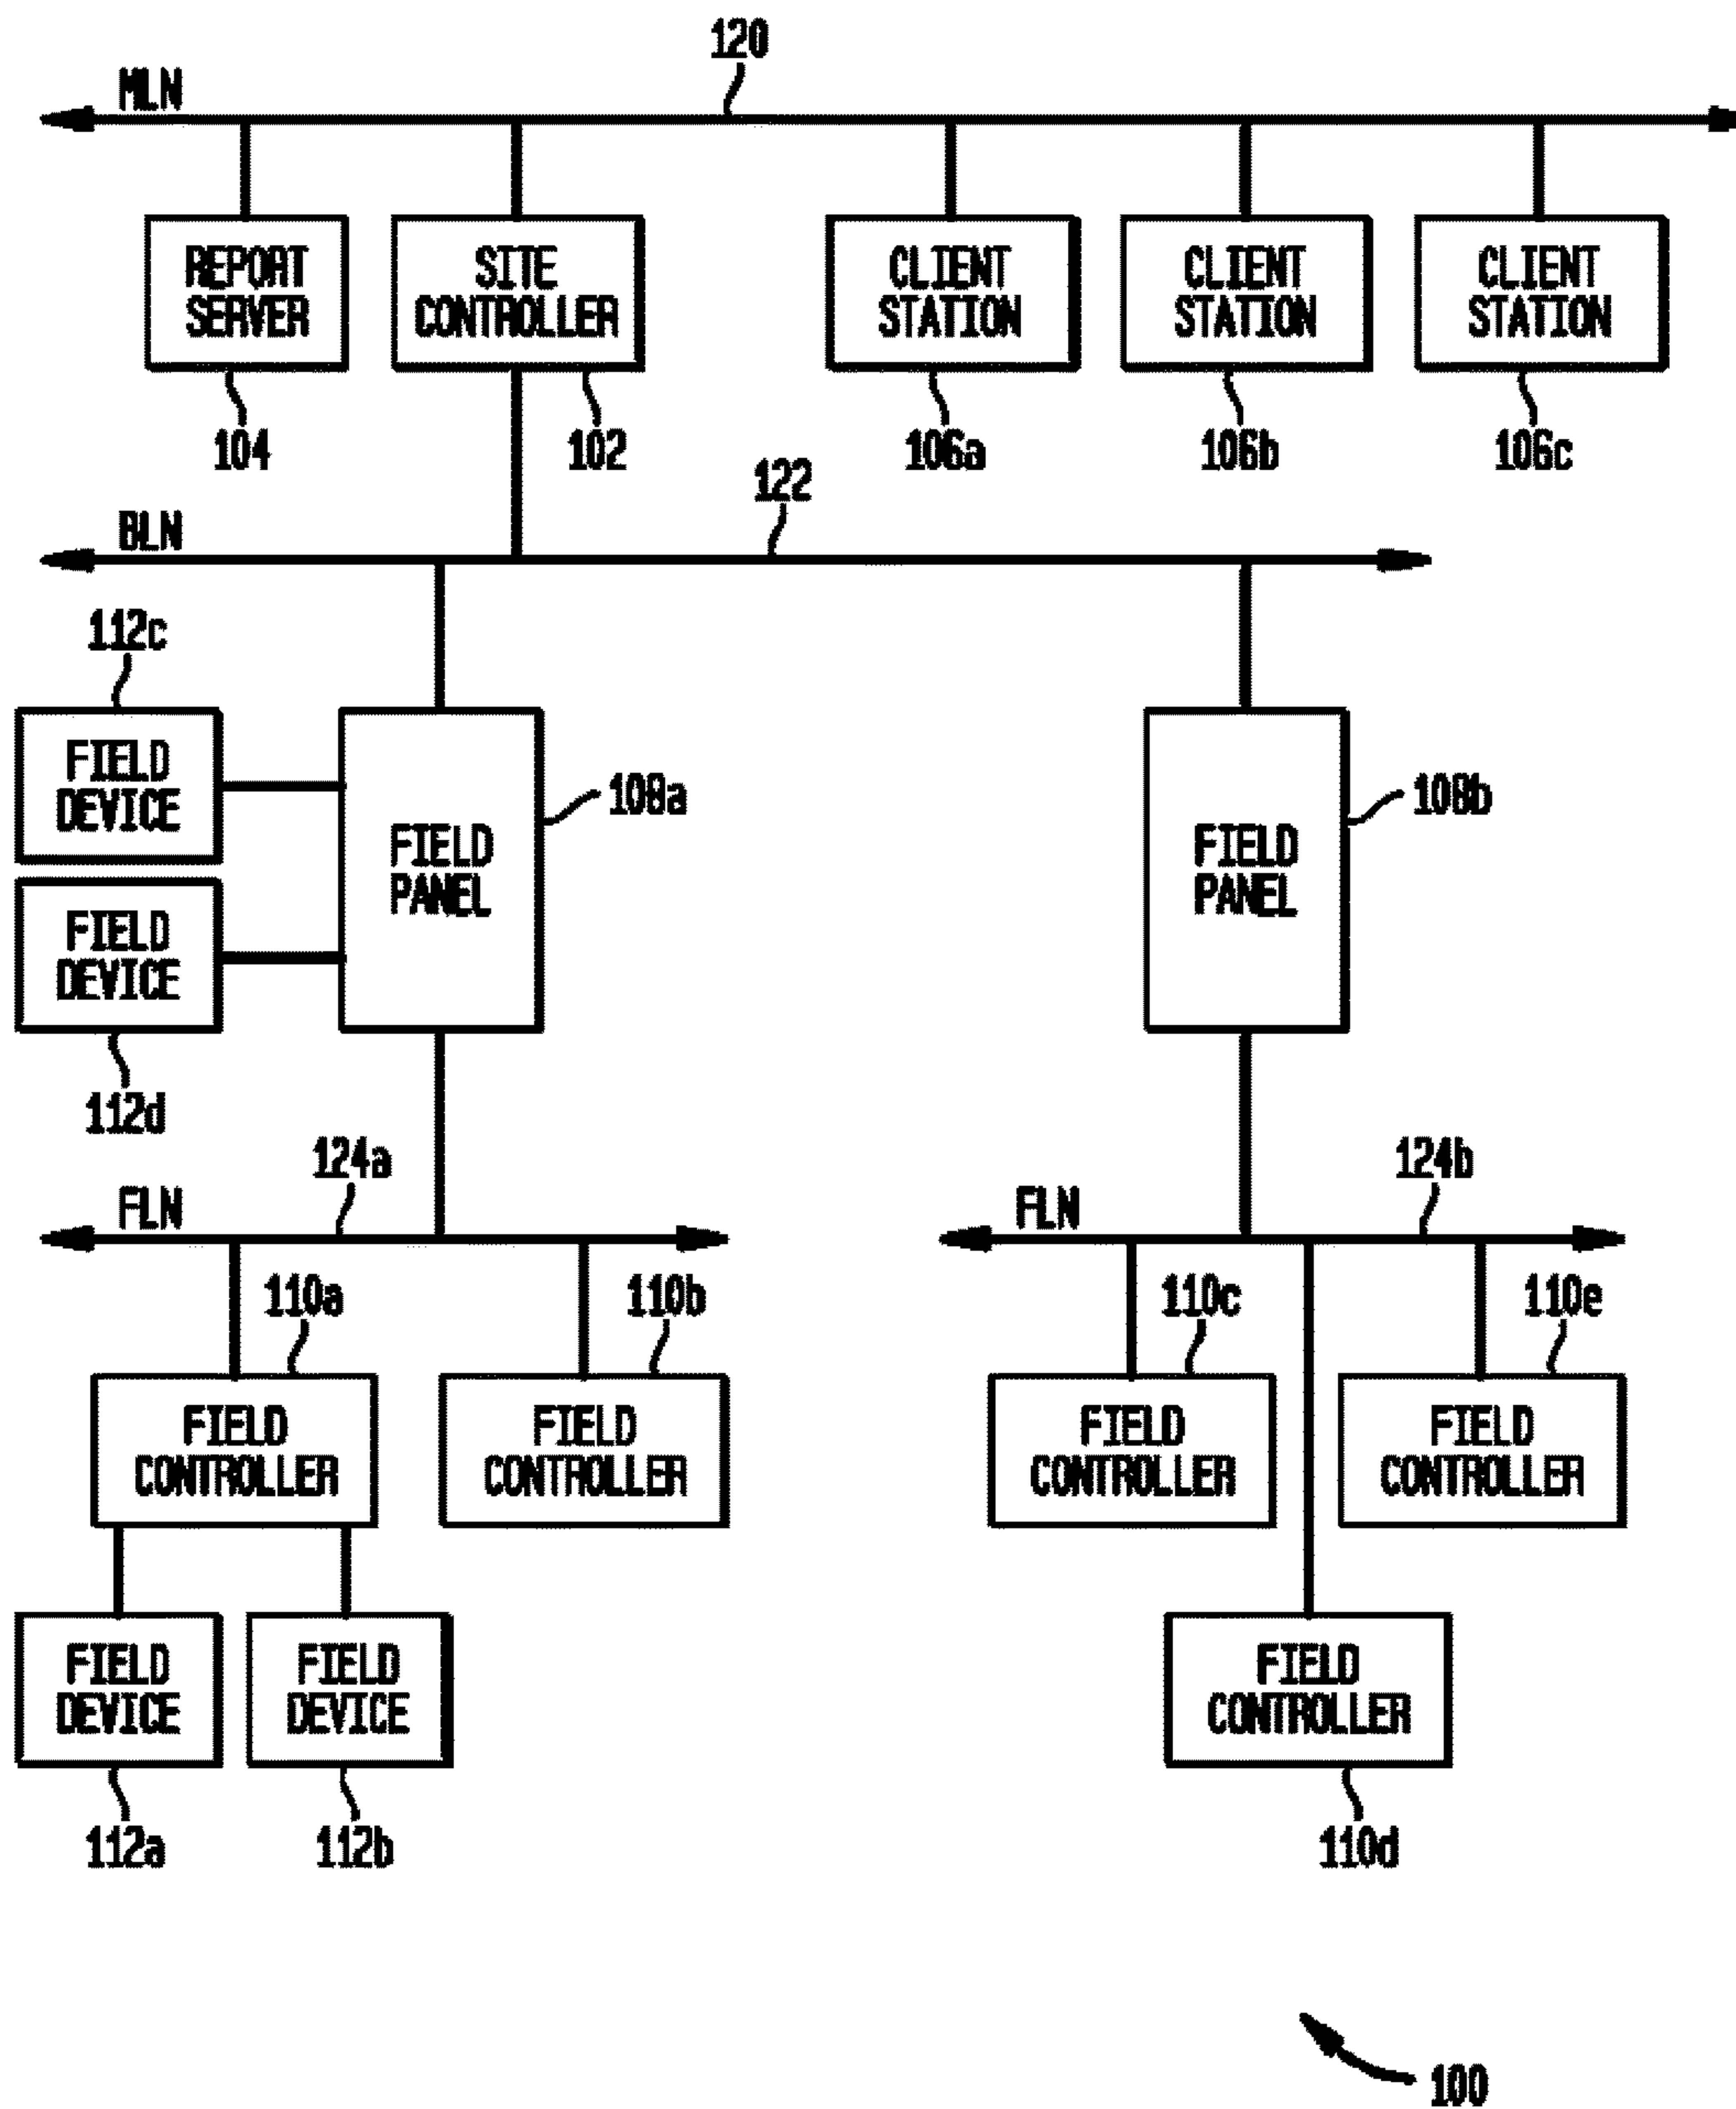 120
MLN
REPORT
SERVER
SITE
CONTROLLER
CLIENT
STATION
CLIENT
STATION
CLIENT
STATION
104
102
106a
106b
106c
122
BLN
112c
FIELD
DEVICE
108a
FIELD
PANEL
108b
FIELD
PANEL
FIELD
DEVICE
112d
124a
FLN
124b
FLN
110a
110b
110c
110e
FIELD
CONTROLLER
FIELD
CONTROLLER
FIELD
CONTROLLER
FIELD
CONTROLLER
FIELD
DEVICE
FIELD
DEVICE
FIELD
CONTROLLER
112a
112b
110d
100